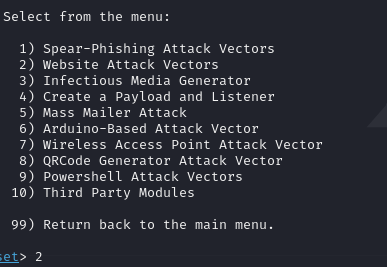 Select from the menu:
1) Spear-Phishing Attack Vectors
2) Website Attack Vectors
3) Infectious Media Generator
4) Create a Payload and Listener
5) Mass Mailer Attack
6) Arduino-Based Attack Vector
7) Wireless Access Point Attack Vector
8) QRCode Generator Attack Vector
9) Powershell Attack Vectors
10) Third Party Modules
99) Return back to the main menu.
set> 2